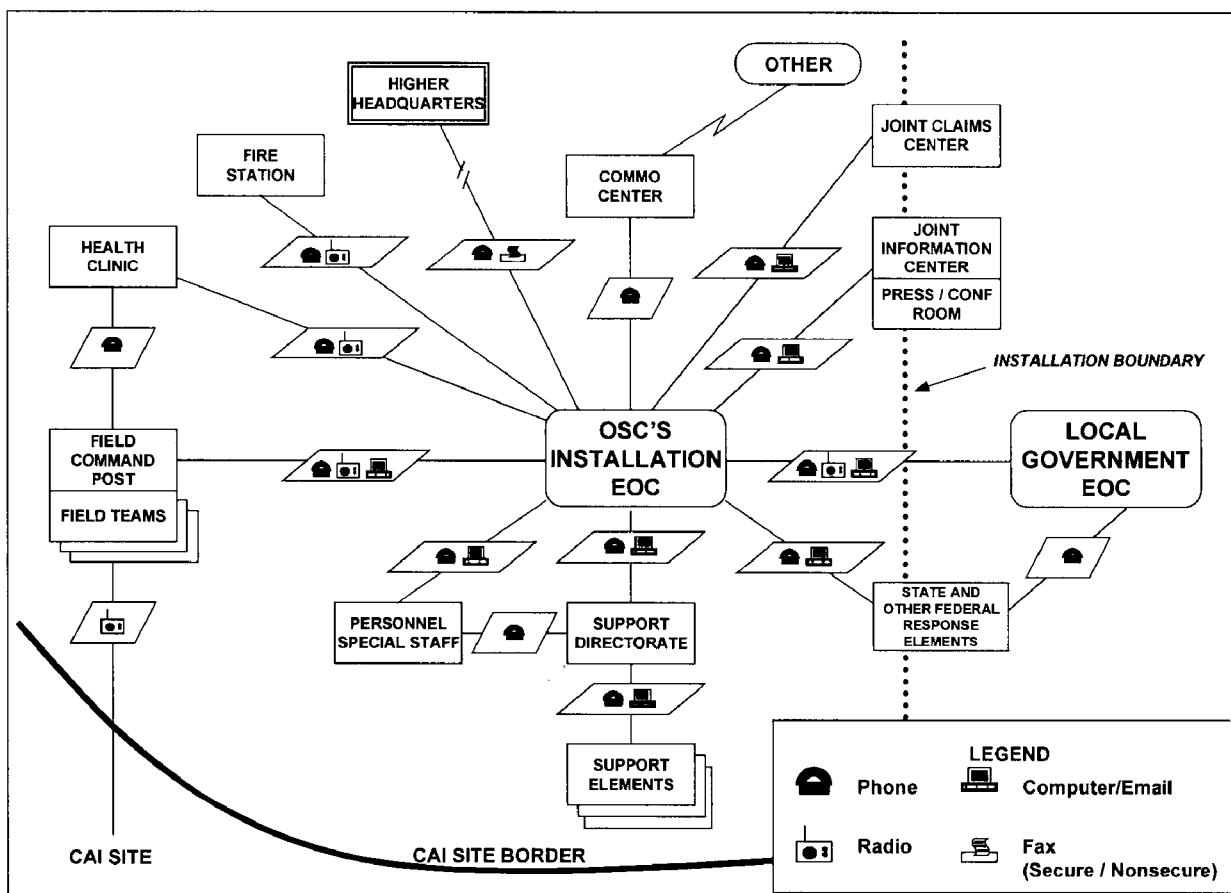 OTHER
HIGHER
HEADQUARTERS
JOINT CLAIMS
CENTER
FIRE
STATION
COMMO
CENTER
HEALTH
CLINIC
JOINT
INFORMATION
CENTER
PRESS / CONF
ROOM
INSTALLATION BOUNDARY
FIELD
COMMAND
POST
FIELD TEAMS
OSC'S
INSTALLATION
EOC
LOCAL
GOVERNMENT
EOC
PERSONNEL
SPECIAL STAFF
SUPPORT
DIRECTORATE
STATE AND
OTHER FEDERAL
RESPONSE
ELEMENTS
SUPPORT
ELEMENTS
CAI SITE
CAI SITE BORDER
LEGEND
Phone
Computer/Email
Radio
Fax
(Secure / Nonsecure)